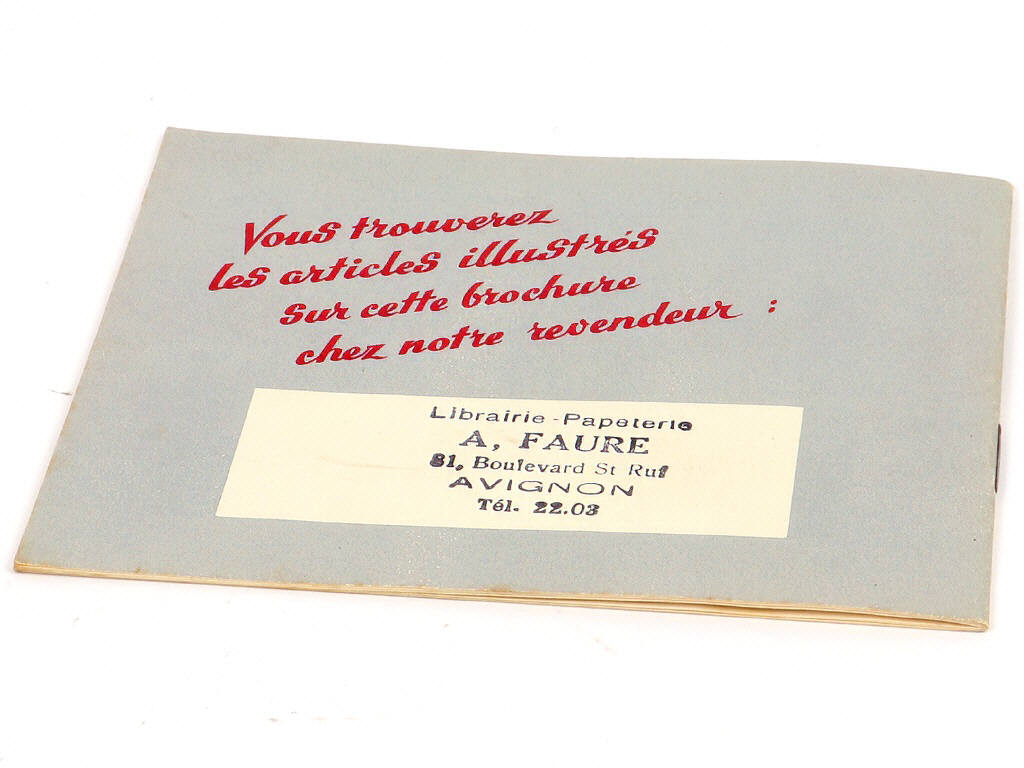 Vous trouverez
les articles illustrés
sur cette brochure
chez notre revendeur :
Librairie-Papeterie
A, FAURE
81, Boulevard St Ruf
AVIGNON
Tél. 22.03